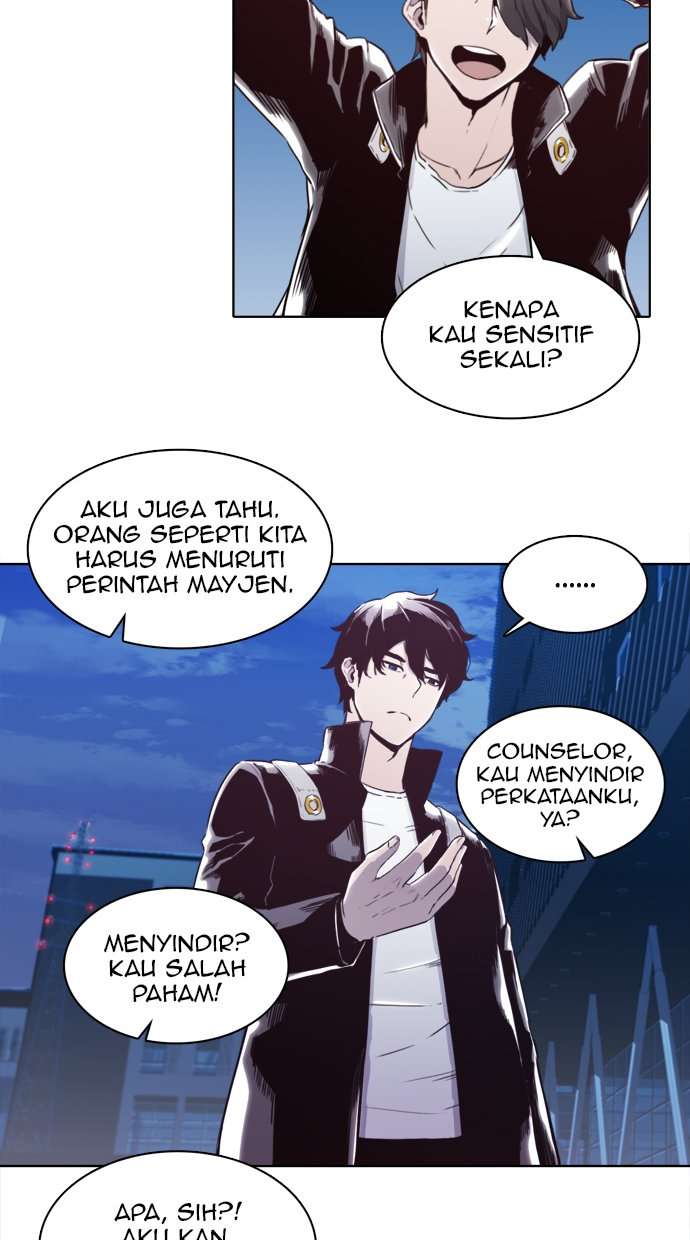 KENAPA
KAU SENSITIF
SEKALI?
AKU JUGA TAHU.
ORANG SEPERTI KITA
HARUS MENURUTI
PERINTAH MAYJEN.
......
COUNSELOR,
KAU MENYINDIR
PERKATAANKU,
YA?
MENYINDIR?
KAU SALAH
PAHAM!
APA, SIH?!
AKU KAN